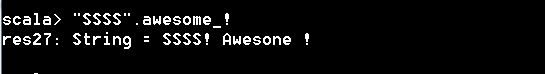 scala> "SSSS".awesome_!
res27: String = SSSS! Awesone !